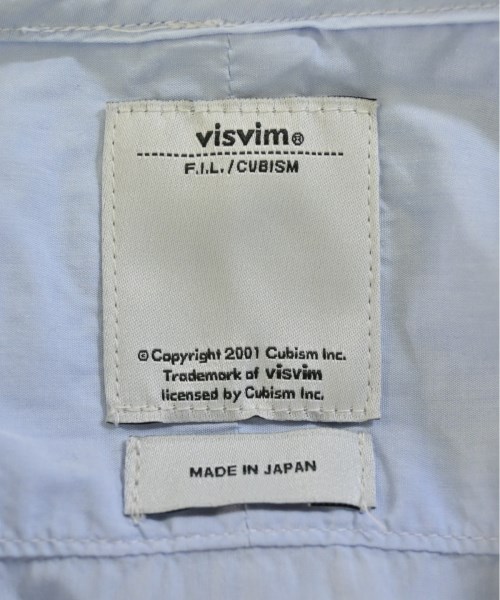 visvim®
F.I.L./CUBISM
©Copyright 2001 Cubism Inc.
Trademark of visvim
licensed by Cubism Inc.
MADE IN JAPAN